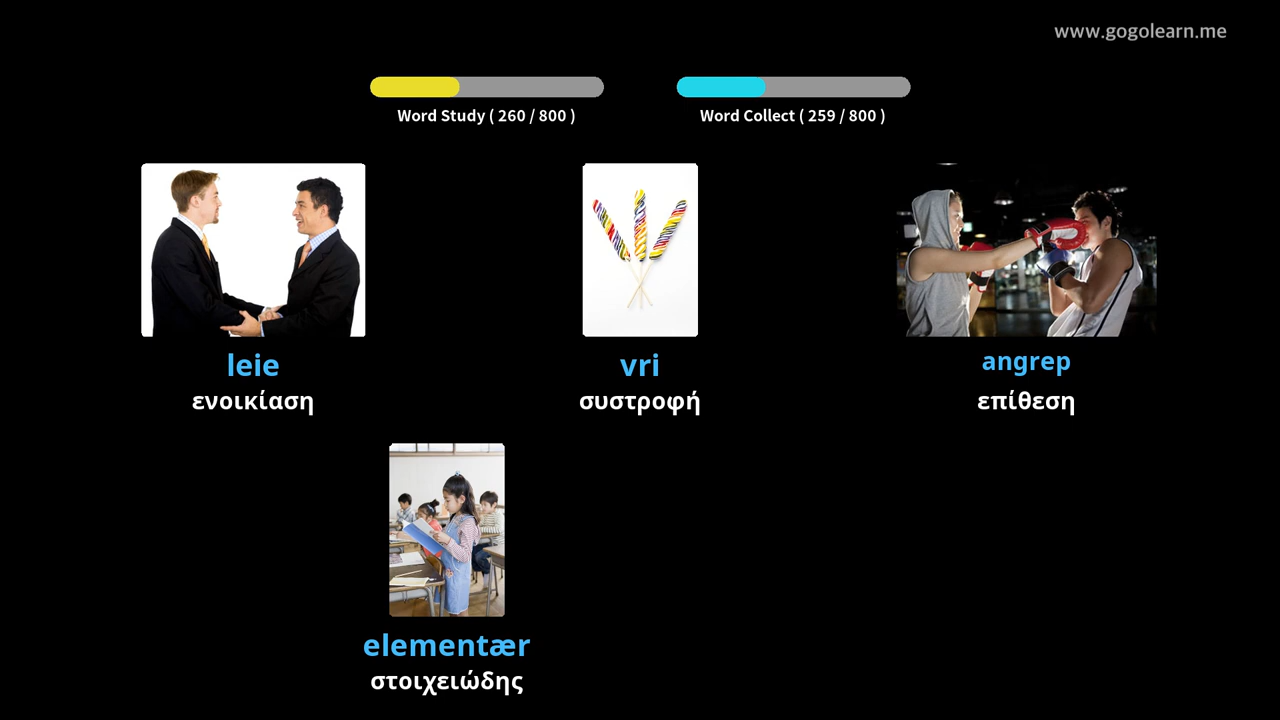 www.gogolearn.me
Word Study ( 260 / 800 )
Word Collect ( 259 / 800 )
leie
ενοικίαση
vri
συστροφή
angrep
επίθεση
elementær
στοιχειώδης